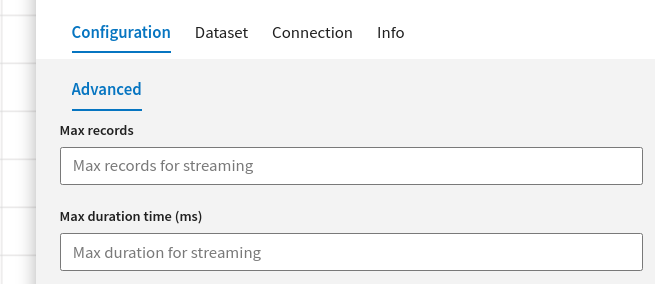 Configuration Dataset Connection Info
Advanced
Max records
Max records for streaming
Max duration time (ms)
Max duration for streaming